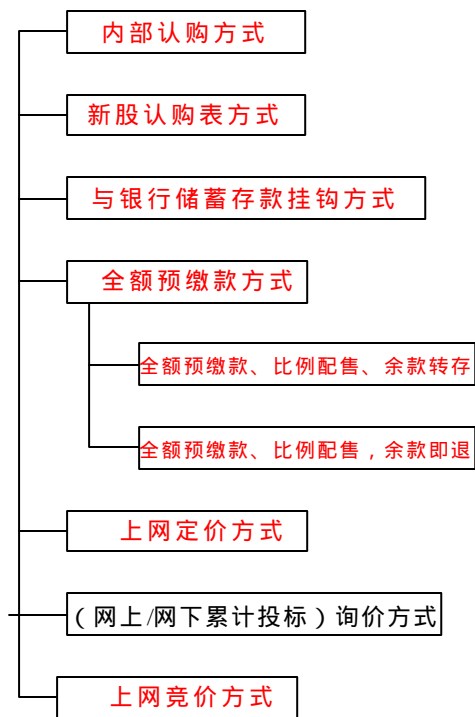 内部认购方式
新股认购表方式
与银行储蓄存款挂钩方式
全额预缴款方式
全额预缴款、比例配售、余款转存
全额预缴款、比例配售，余款即退
上网定价方式
（网上/网下累计投标）询价方式
上网竞价方式